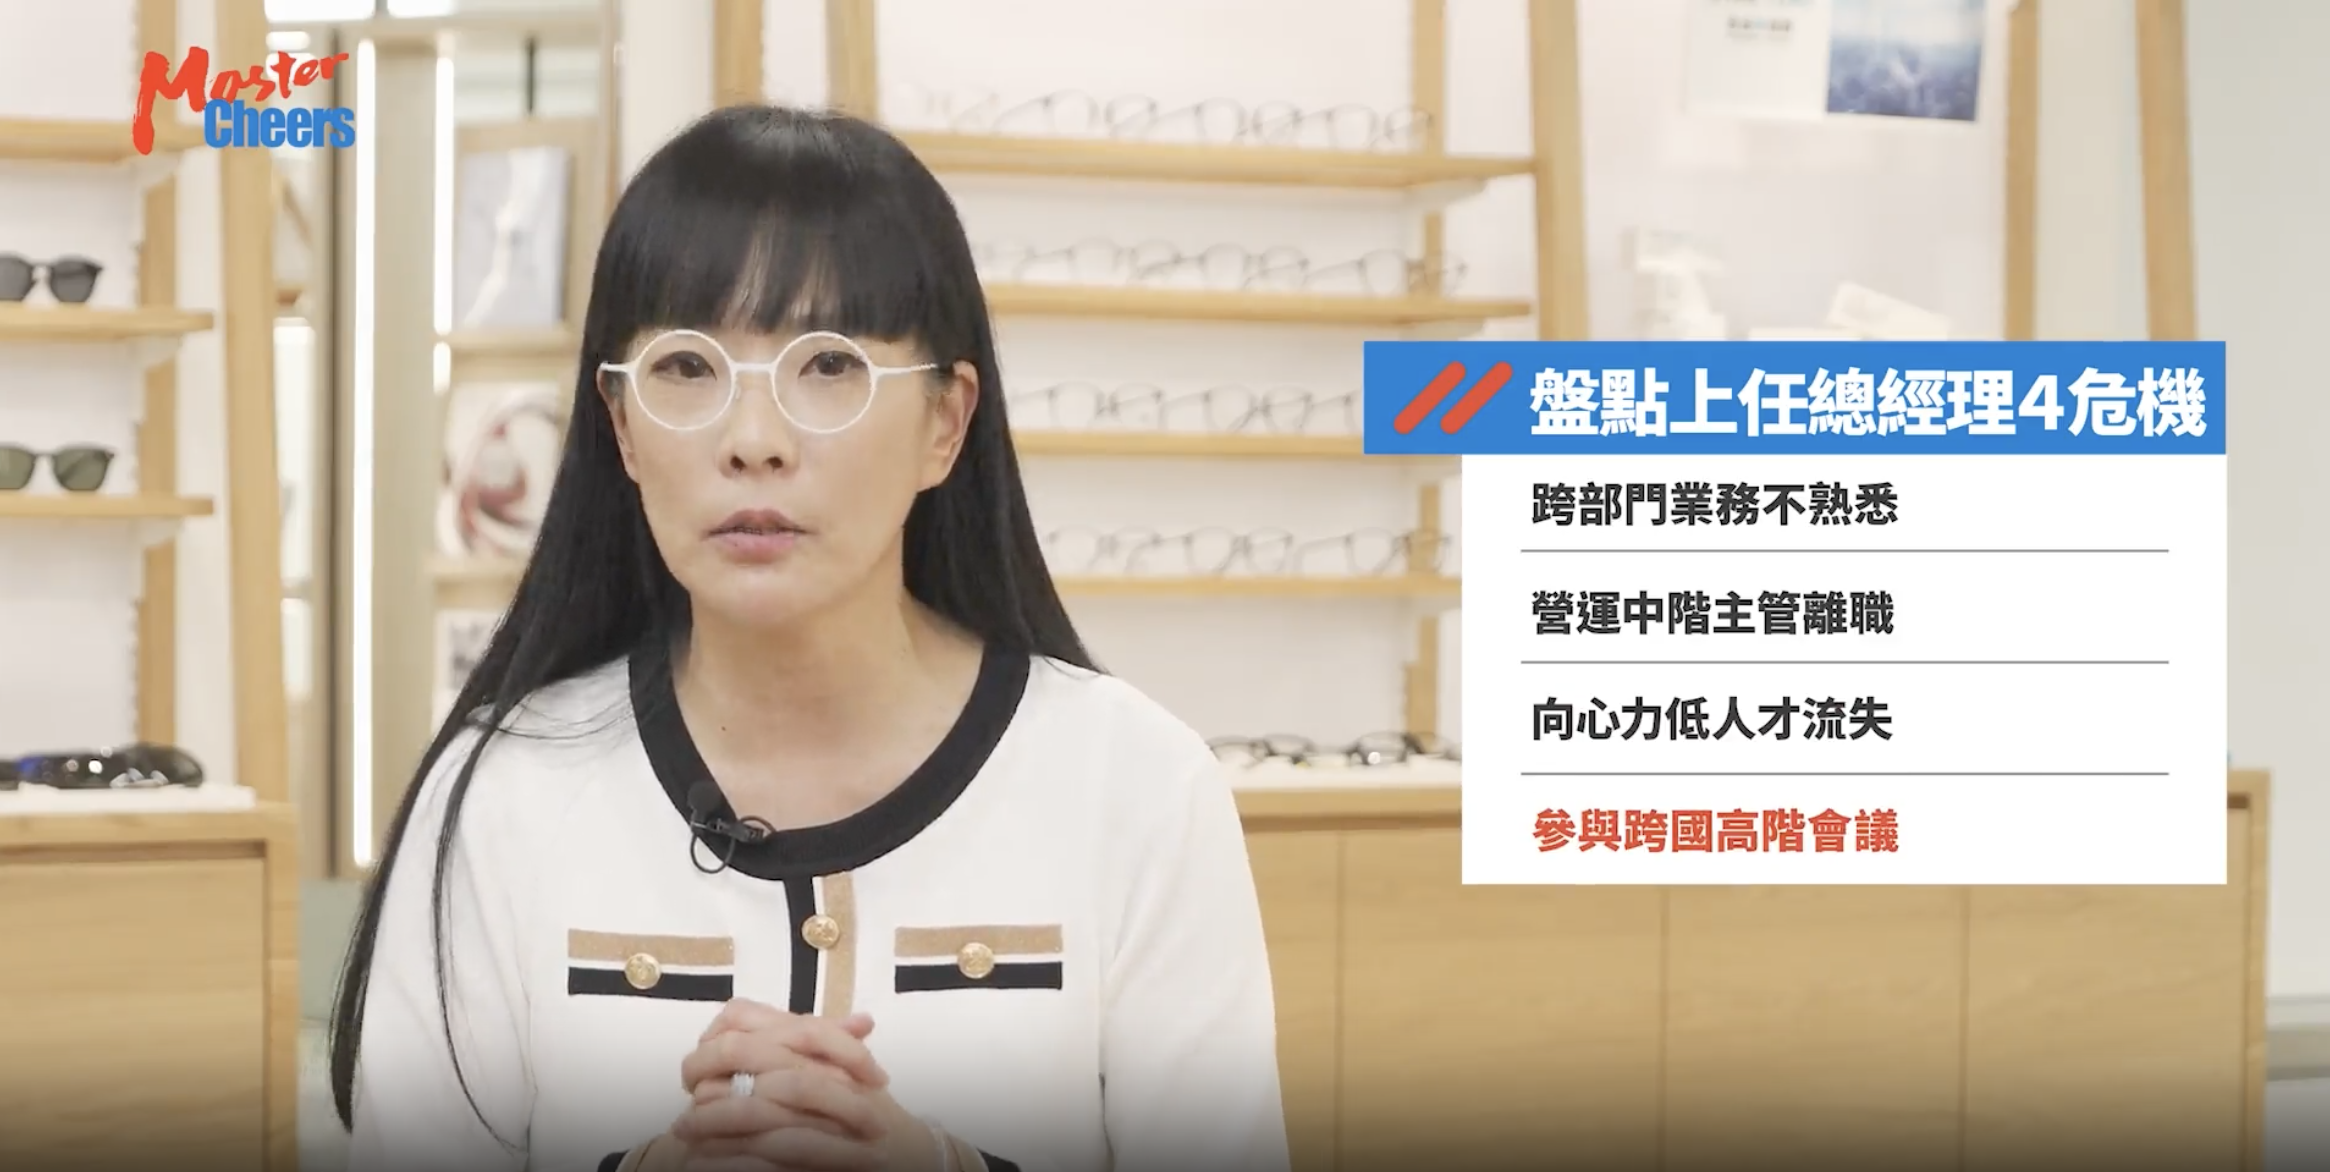 Master
Cheers
盤點上任總經理4危機
跨部門業務不熟悉
營運中階主管離職
向心力低人才流失
參與跨國高階會議